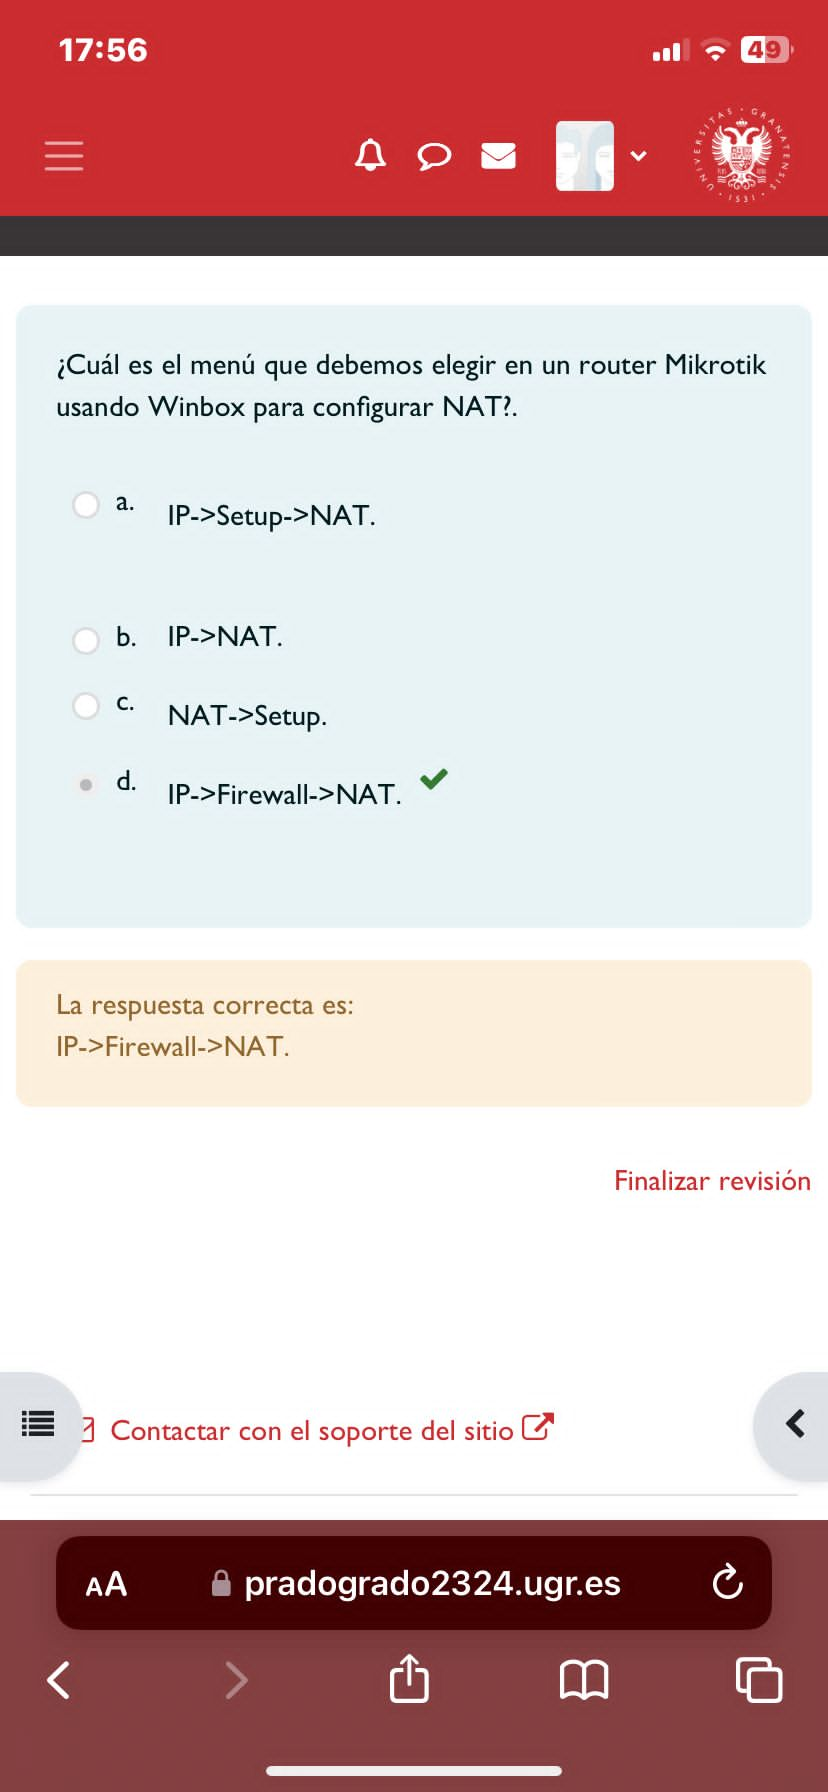 17:56
49
UNIVERSITAS · GRANATENSIS · 1531 ·
¿Cuál es el menú que debemos elegir en un router Mikrotik
usando Winbox para configurar NAT?.
a. IP->Setup->NAT.
b. IP->NAT.
c. NAT->Setup.
d. IP->Firewall->NAT.
La respuesta correcta es:
IP->Firewall->NAT.
Finalizar revisión
Contactar con el soporte del sitio
AA pradogrado2324.ugr.es